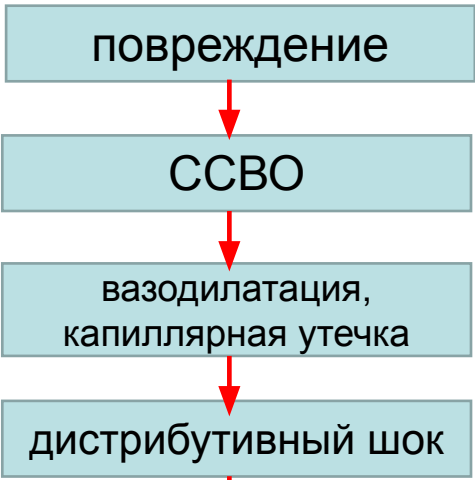 повреждение
ССВО
вазодилатация,
капиллярная утечка
дистрибутивный шок